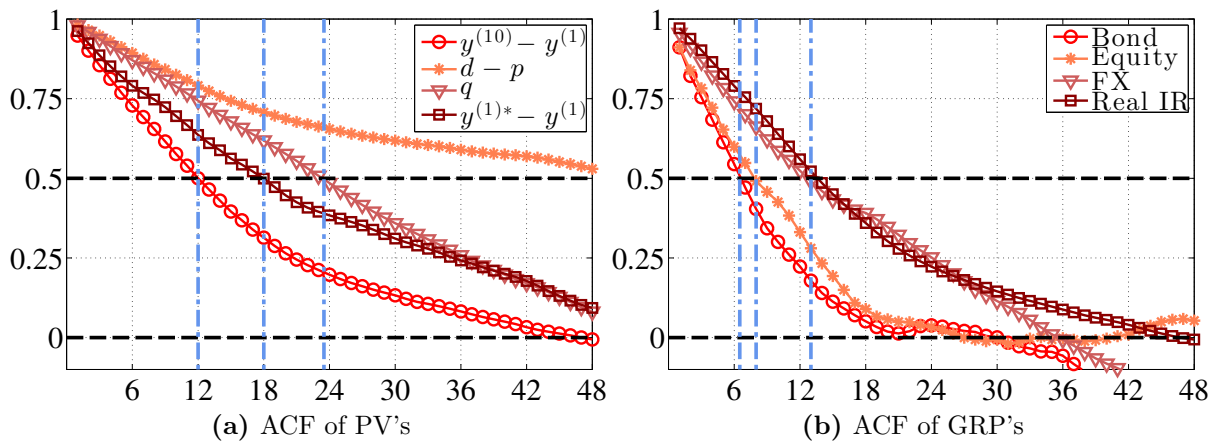 1
0.75
0.5
0.25
0
6 12 18 24 30 36 42 48
y^{(10)} − y^{(1)}
d − p
q
y^{(1)*} − y^{(1)}
(a) ACF of PV's
1
0.75
0.5
0.25
0
6 12 18 24 30 36 42 48
Bond
Equity
FX
Real IR
(b) ACF of GRP's